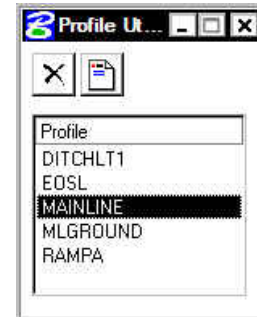 Profile Ut...
Profile
DITCHLT1
EOSL
MAINLINE
MLGROUND
RAMPA